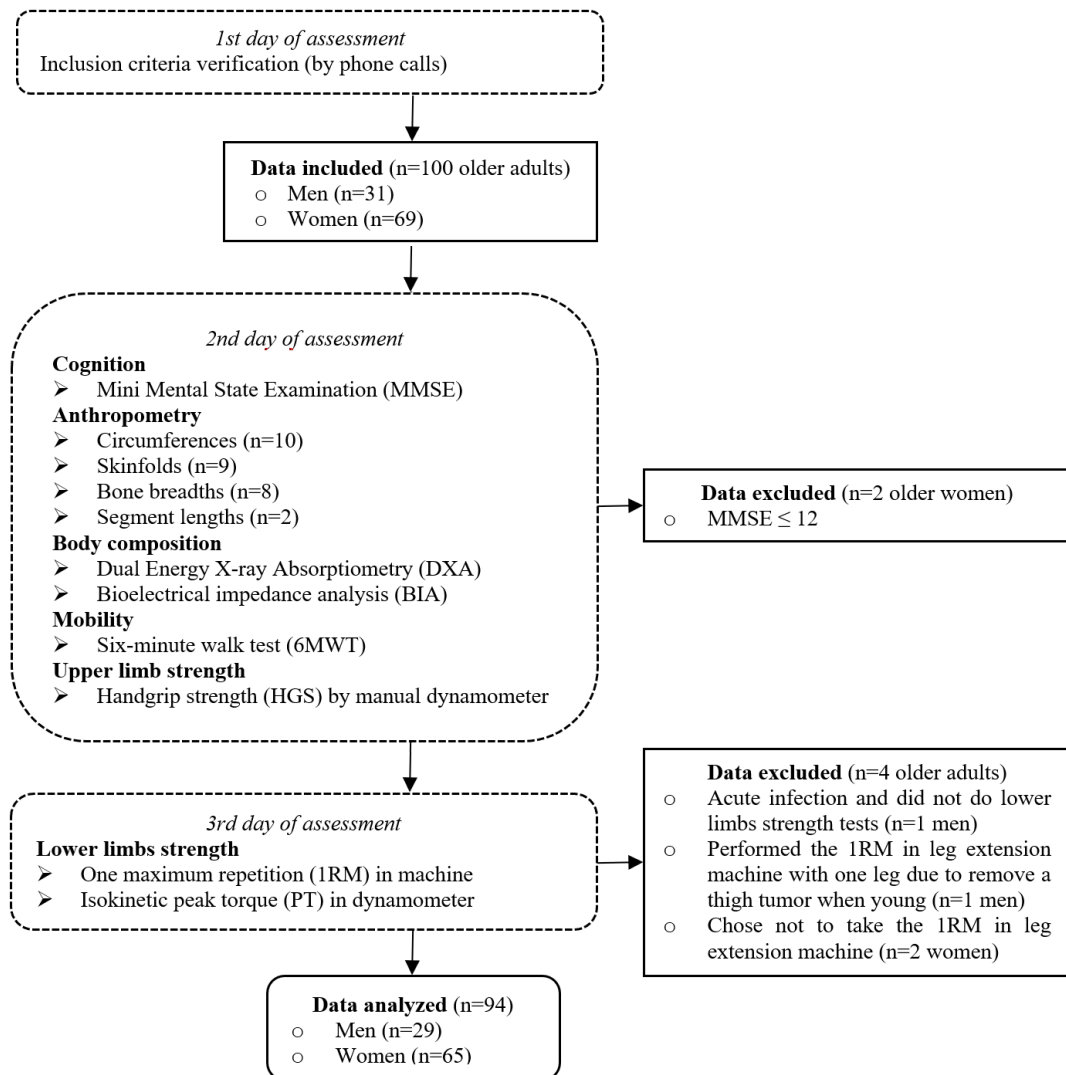 1st day of assessment
Inclusion criteria verification (by phone calls)
Data included (n=100 older adults)
o Men (n=31)
o Women (n=69)
2nd day of assessment
Cognition
➢ Mini Mental State Examination (MMSE)
Anthropometry
➢ Circumferences (n=10)
➢ Skinfolds (n=9)
➢ Bone breadths (n=8)
➢ Segment lengths (n=2)
Body composition
➢ Dual Energy X-ray Absorptiometry (DXA)
➢ Bioelectrical impedance analysis (BIA)
Mobility
➢ Six-minute walk test (6MWT)
Upper limb strength
➢ Handgrip strength (HGS) by manual dynamometer
Data excluded (n=2 older women)
o MMSE ≤ 12
3rd day of assessment
Lower limbs strength
➢ One maximum repetition (1RM) in machine
➢ Isokinetic peak torque (PT) in dynamometer
Data excluded (n=4 older adults)
o Acute infection and did not do lower
limbs strength tests (n=1 men)
o Performed the 1RM in leg extension
machine with one leg due to remove a
thigh tumor when young (n=1 men)
o Chose not to take the 1RM in leg
extension machine (n=2 women)
Data analyzed (n=94)
o Men (n=29)
o Women (n=65)